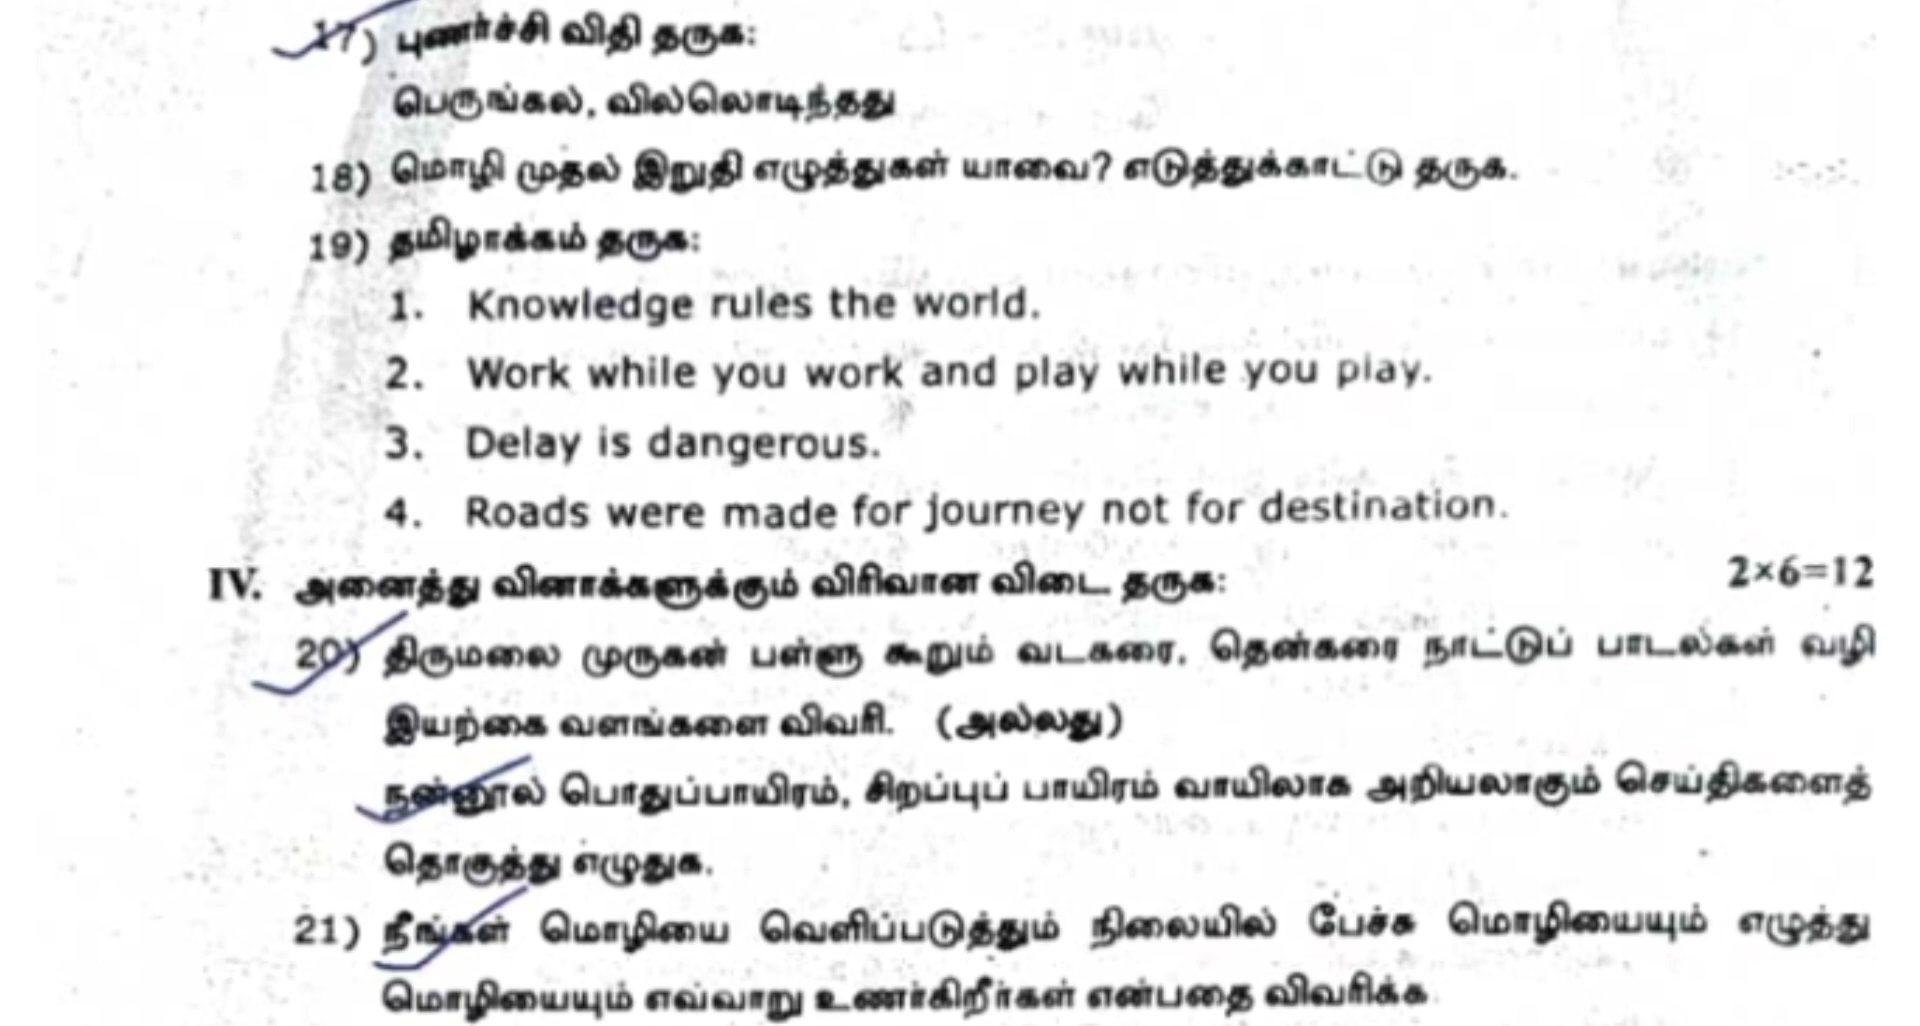 17) புணர்ச்சி விதி தருக:
பெருங்கல், வில்லொடிந்தது
18) மொழி முதல் இறுதி எழுத்துகள் யாவை? எடுத்துக்காட்டு தருக.
19) தமிழாக்கம் தருக:
1. Knowledge rules the world.
2. Work while you work and play while you play.
3. Delay is dangerous.
4. Roads were made for journey not for destination.
IV. அனைத்து வினாக்களுக்கும் விரிவான விடை தருக: 2×6=12
20) திருமலை முருகன் பள்ளு கூறும் வடகரை, தென்கரை நாட்டுப் பாடல்கள் வழி
இயற்கை வளங்களை விவரி. (அல்லது)
நன்னூல் பொதுப்பாயிரம், சிறப்புப் பாயிரம் வாயிலாக அறியலாகும் செய்திகளைத்
தொகுத்து எழுதுக.
21) நீங்கள் மொழியை வெளிப்படுத்தும் நிலையில் பேச்சு மொழியையும் எழுத்து
மொழியையும் எவ்வாறு உணர்கிறீர்கள் என்பதை விவரிக்க